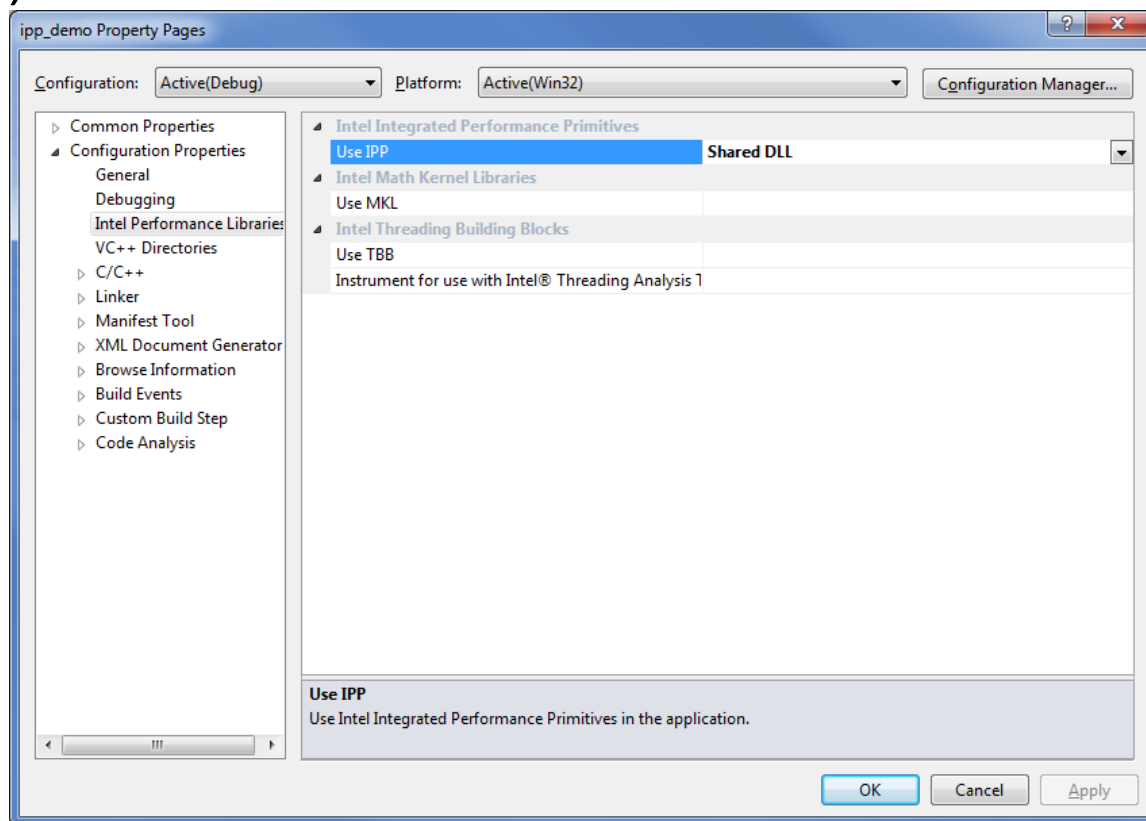 )
ipp_demo Property Pages
Configuration: Active(Debug) Platform: Active(Win32) Configuration Manager...
Common Properties
Configuration Properties
General
Debugging
Intel Performance Libraries
VC++ Directories
C/C++
Linker
Manifest Tool
XML Document Generator
Browse Information
Build Events
Custom Build Step
Code Analysis
Intel Integrated Performance Primitives
Use IPP Shared DLL
Intel Math Kernel Libraries
Use MKL
Intel Threading Building Blocks
Use TBB
Instrument for use with Intel® Threading Analysis T
Use IPP
Use Intel Integrated Performance Primitives in the application.
OK Cancel Apply